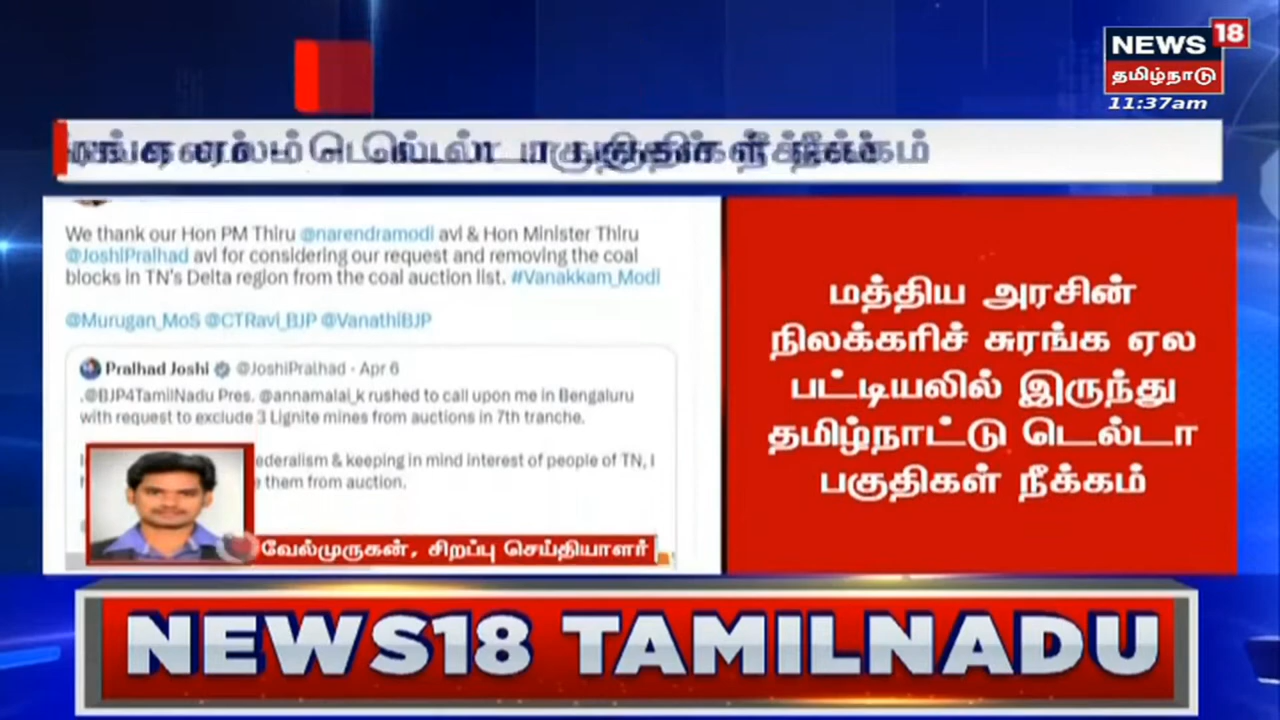 NEWS 18
தமிழ்நாடு
11:37am
We thank our Hon PM Thiru @narendramodi avl & Hon Minister Thiru
@JoshiPralhad avl for considering our request and removing the coal
blocks in TN's Delta region from the coal auction list. #Vanakkam_Modi
@Murugan_MoS @CTRavi_BJP @VanathiBJP
Pralhad Joshi @JoshiPralhad · Apr 6
.@BJP4TamilNadu Pres. @annamalai_k rushed to call upon me in Bengaluru
with request to exclude 3 Lignite mines from auctions in 7th tranche.
ederalism & keeping in mind interest of people of TN, I
them from auction.
வேல்முருகன், சிறப்பு செய்தியாளர்
மத்திய அரசின்
நிலக்கரிச் சுரங்க ஏல
பட்டியலில் இருந்து
தமிழ்நாட்டு டெல்டா
பகுதிகள் நீக்கம்
NEWS18 TAMILNADU